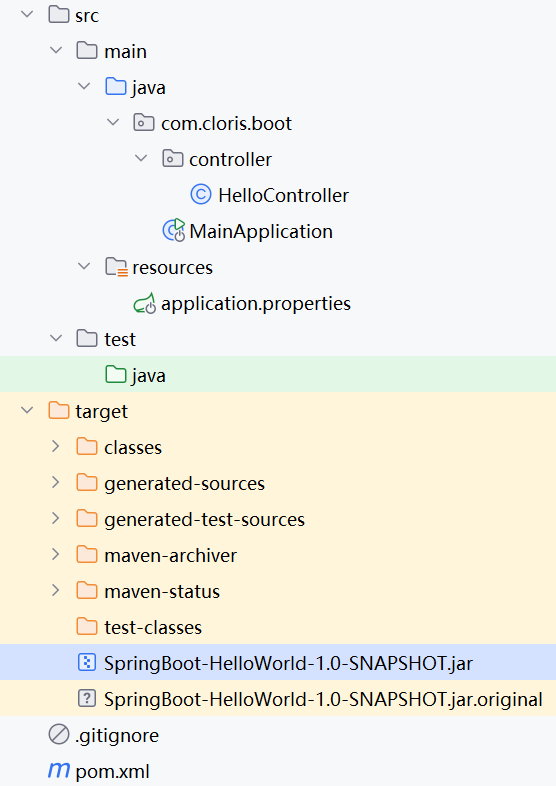 src
main
java
com.cloris.boot
controller
HelloController
MainApplication
resources
application.properties
test
java
target
classes
generated-sources
generated-test-sources
maven-archiver
maven-status
test-classes
SpringBoot-HelloWorld-1.0-SNAPSHOT.jar
SpringBoot-HelloWorld-1.0-SNAPSHOT.jar.original
.gitignore
pom.xml